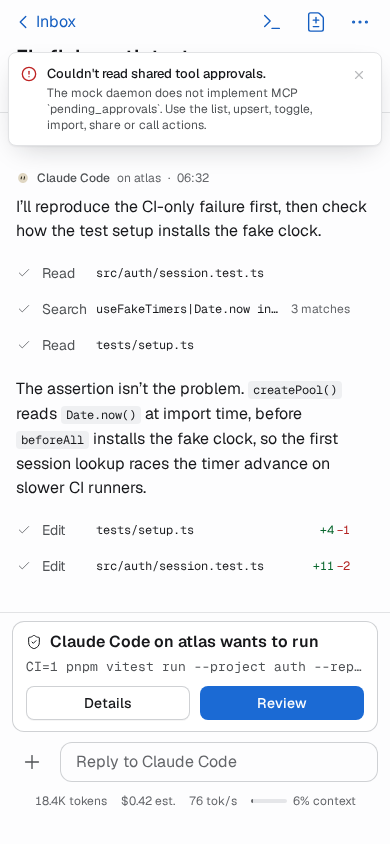 Inbox
Couldn't read shared tool approvals.
The mock daemon does not implement MCP
`pending_approvals`. Use the list, upsert, toggle,
import, share or call actions.
Claude Code on atlas · 06:32
I'll reproduce the CI-only failure first, then check
how the test setup installs the fake clock.
Read src/auth/session.test.ts
Search useFakeTimers|Date.now in… 3 matches
Read tests/setup.ts
The assertion isn't the problem. createPool()
reads Date.now() at import time, before
beforeAll installs the fake clock, so the first
session lookup races the timer advance on
slower CI runners.
Edit tests/setup.ts +4 −1
Edit src/auth/session.test.ts +11 −2
Claude Code on atlas wants to run
CI=1 pnpm vitest run --project auth --rep…
Details Review
Reply to Claude Code
18.4K tokens $0.42 est. 76 tok/s 6% context